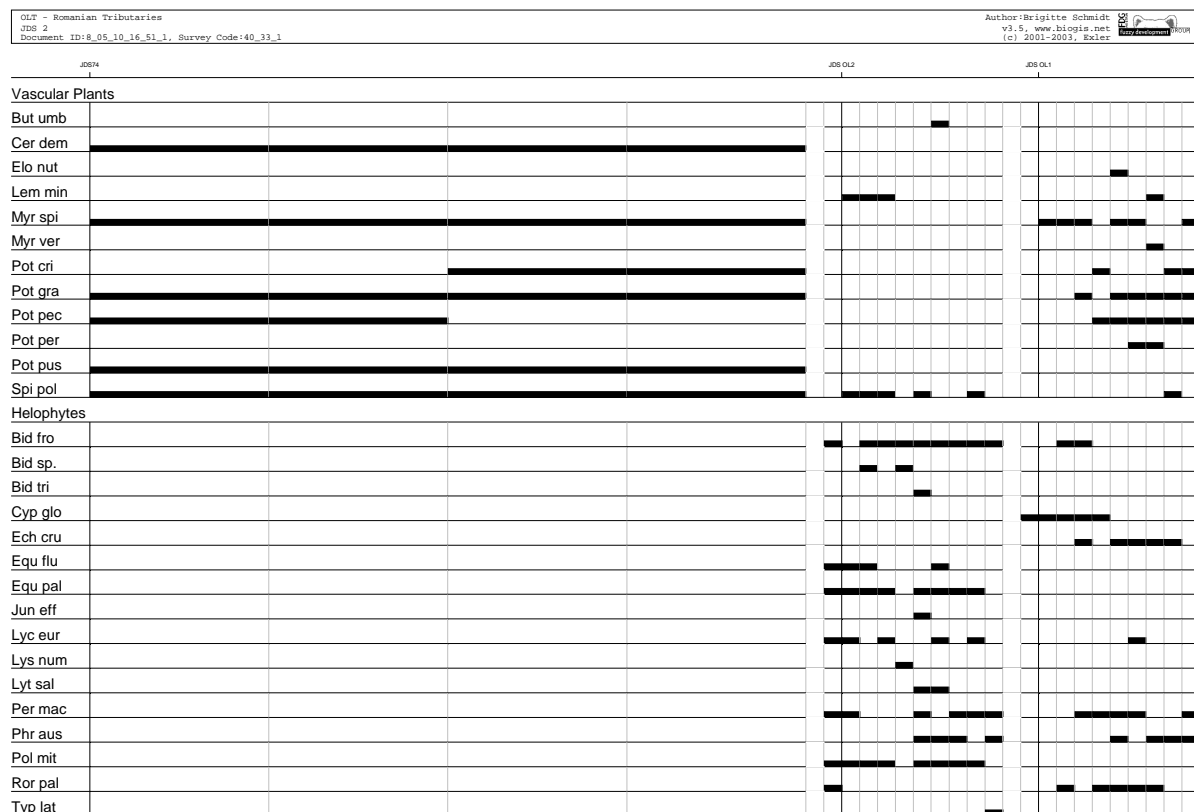 OLT - Romanian Tributaries
JDS 2
Document ID:8_05_10_16_51_1, Survey Code:40_33_1
Author:Brigitte Schmidt
v3.5, www.biogis.net
(c) 2001-2003, Exler
FDG
fuzzy development GROUP
JDS74 JDS OL2 JDS OL1
Vascular Plants
But umb
Cer dem
Elo nut
Lem min
Myr spi
Myr ver
Pot cri
Pot gra
Pot pec
Pot per
Pot pus
Spi pol
Helophytes
Bid fro
Bid sp.
Bid tri
Cyp glo
Ech cru
Equ flu
Equ pal
Jun eff
Lyc eur
Lys num
Lyt sal
Per mac
Phr aus
Pol mit
Ror pal
Typ lat